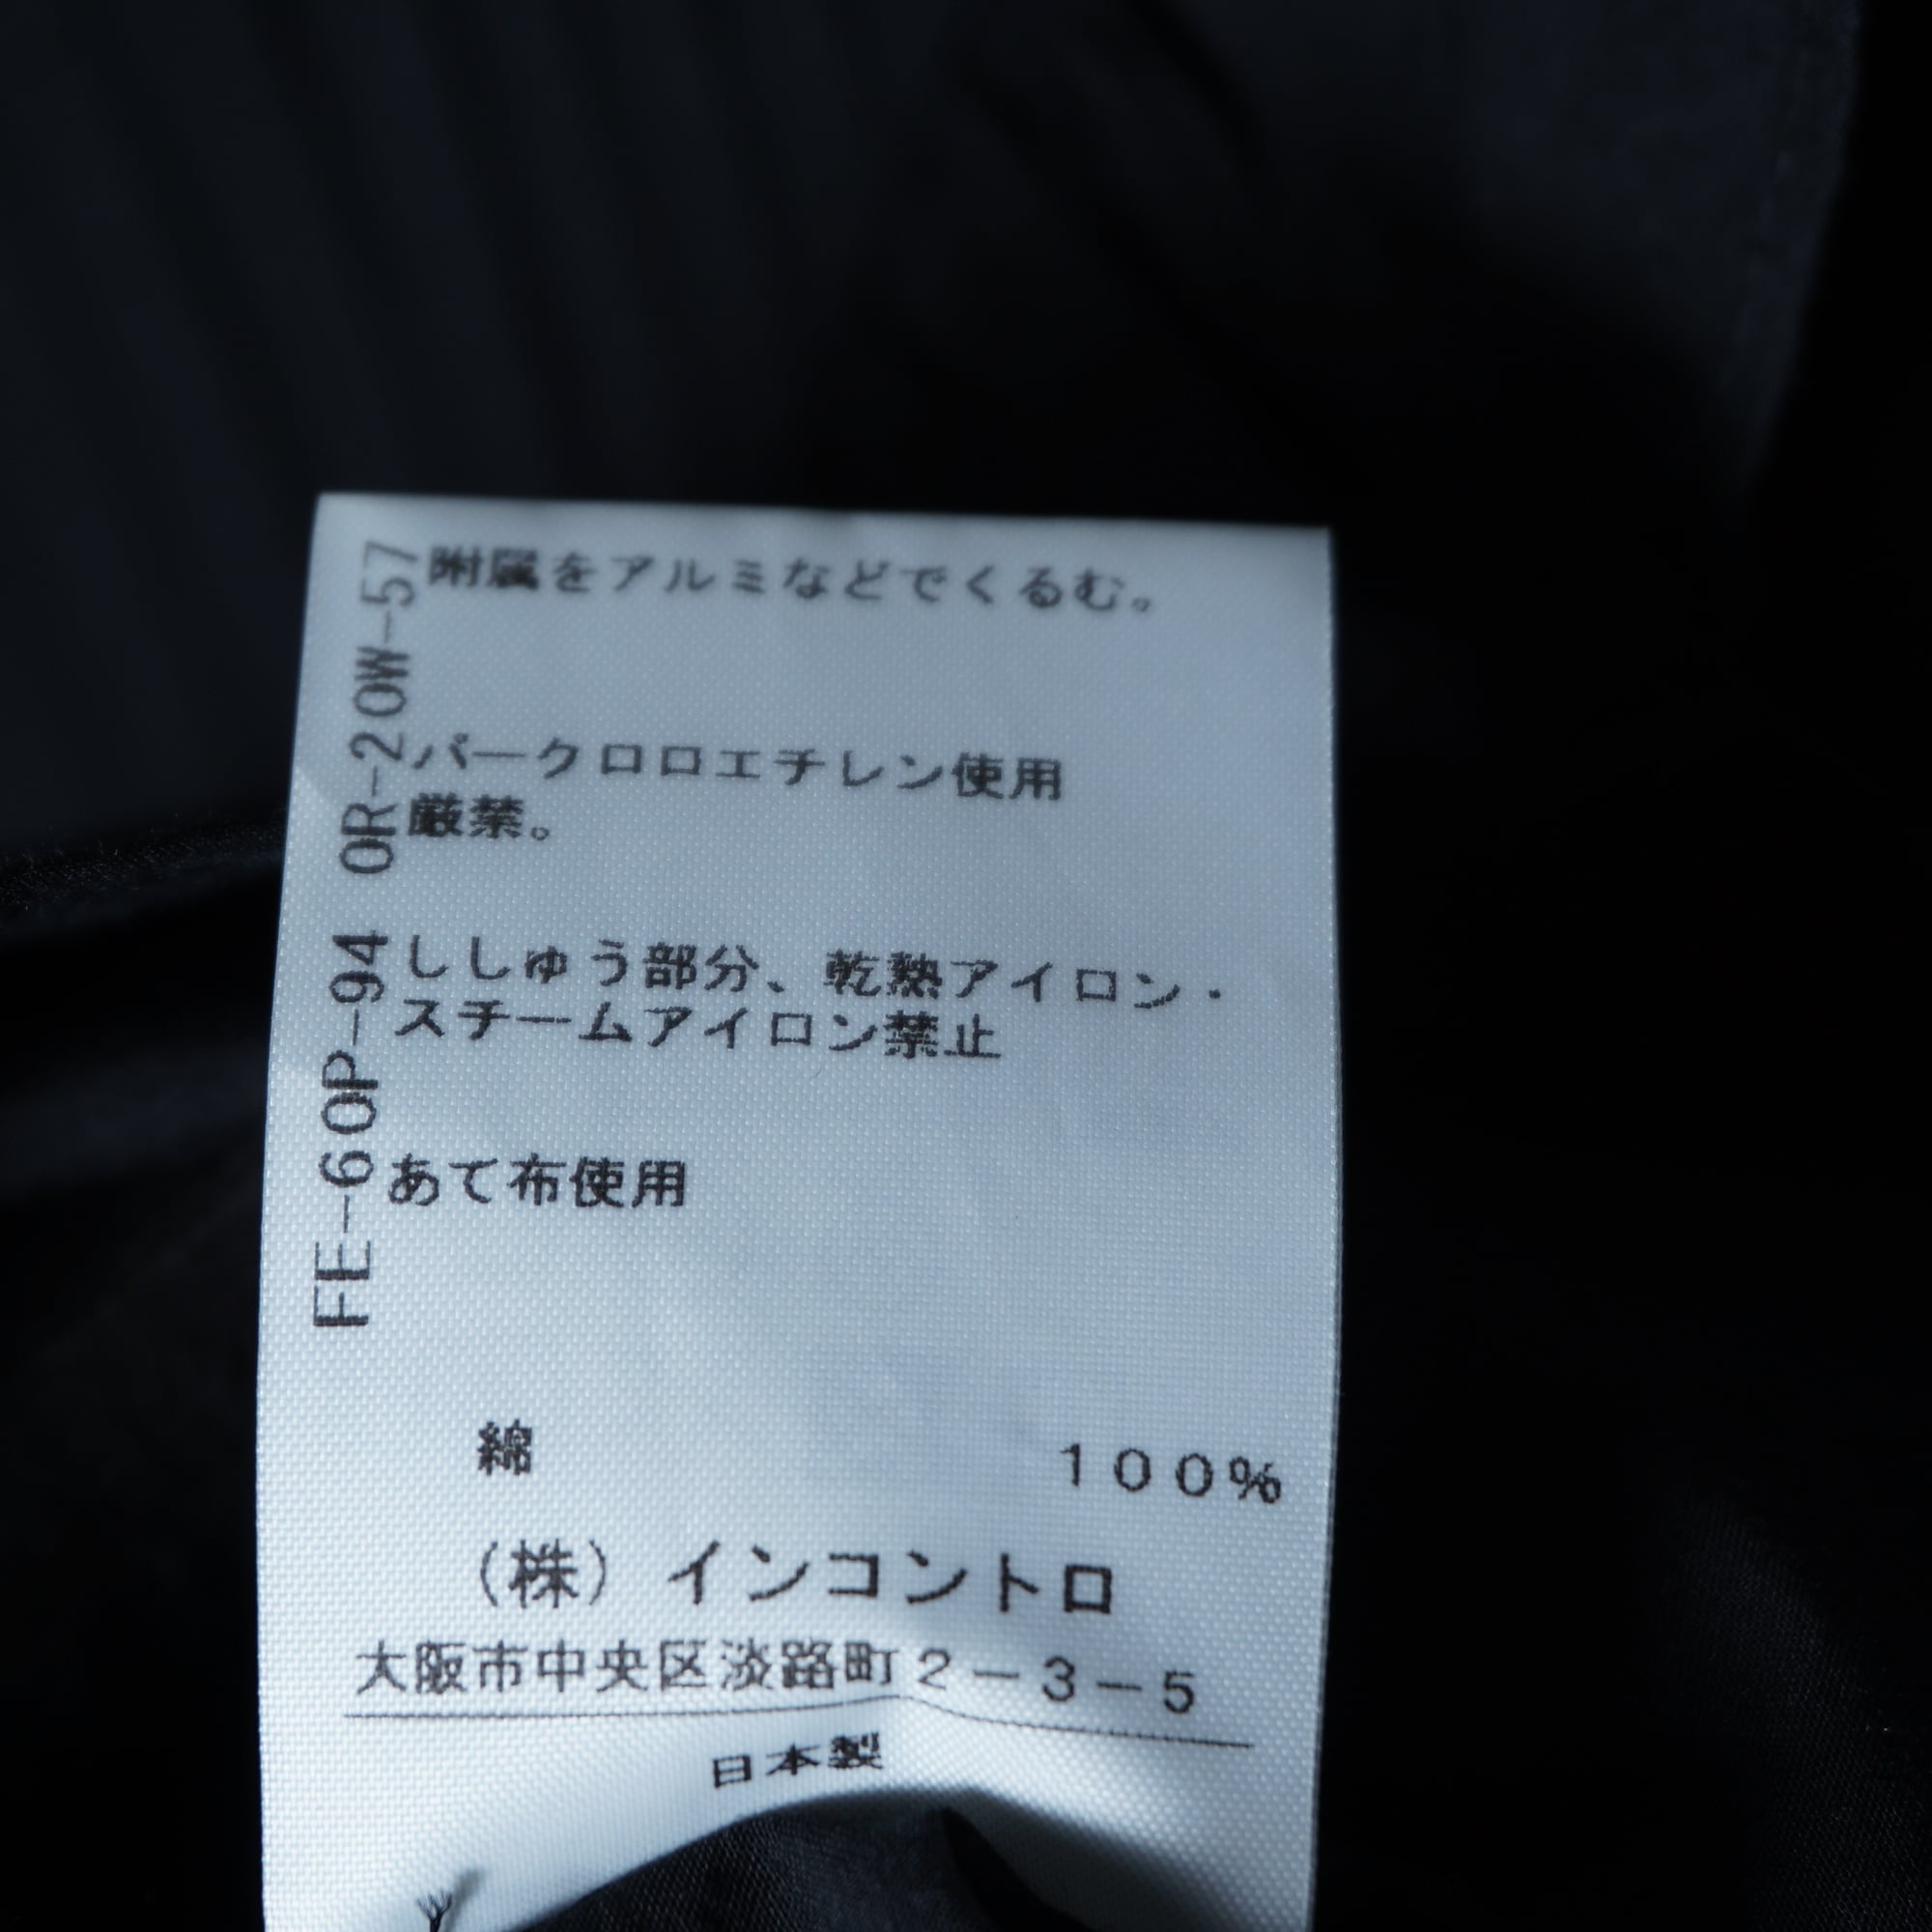 附属をアルミなどでくるむ。
パークロロエチレン使用
厳禁。
ししゅう部分、乾熱アイロン・
スチームアイロン禁止
あて布使用
FE-60P-94 OR-20W-57
綿 100%
(株) インコントロ
大阪市中央区淡路町2-3-5
日本製